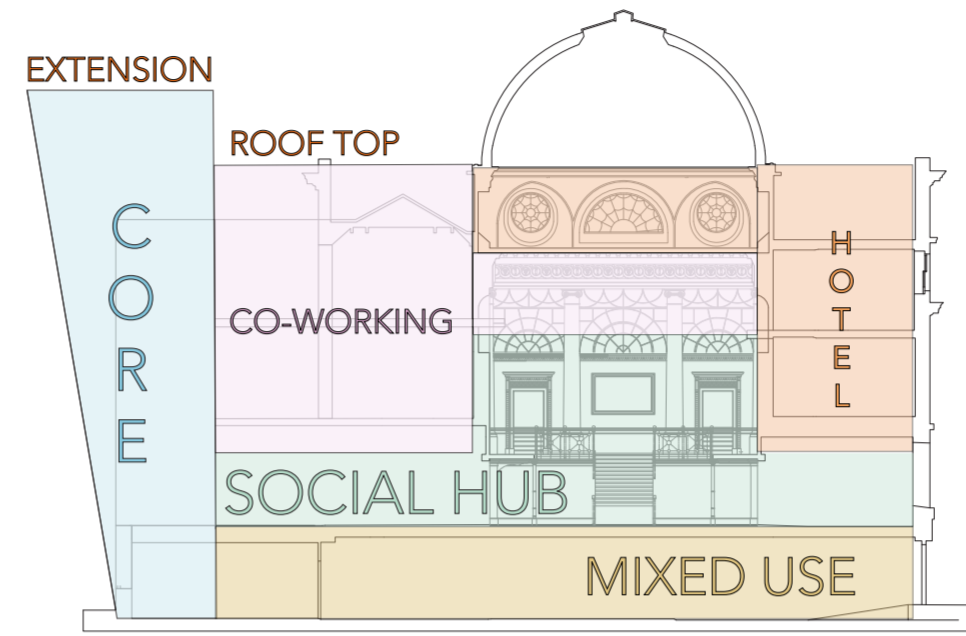 EXTENSION
ROOF TOP
CORE
HOTEL
CO-WORKING
SOCIAL HUB
MIXED USE